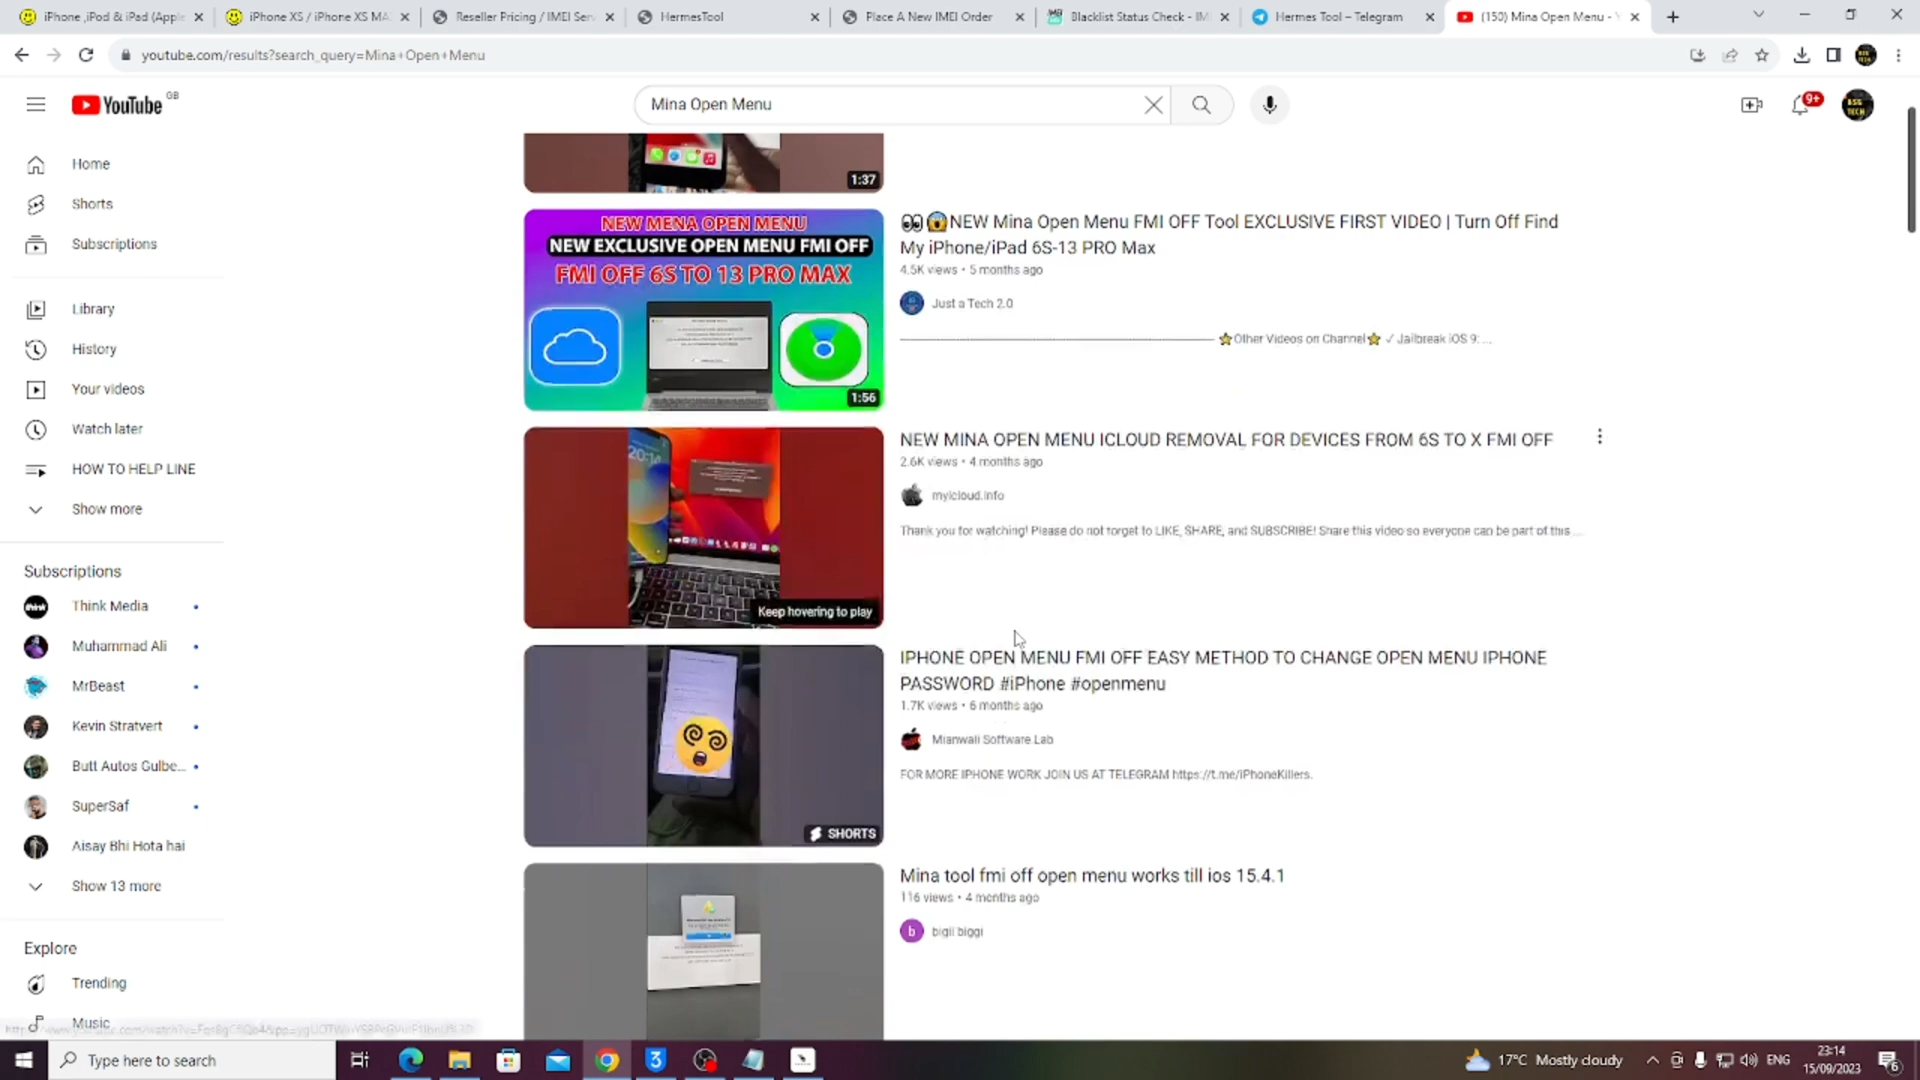 iPhone ,iPod & iPad (Apple
iPhone XS / iPhone XS MA
Reseller Pricing / IMEI Serv
HermesTool
Place A New IMEI Order
Blacklist Status Check - IM
Hermes Tool – Telegram
(150) Mina Open Menu - Y
youtube.com/results?search_query=Mina+Open+Menu
YouTube GB
Mina Open Menu
9+
Home
Shorts
Subscriptions
Library
History
Your videos
Watch later
HOW TO HELP LINE
Show more
Subscriptions
Think Media
Muhammad Ali
MrBeast
Kevin Stratvert
Butt Autos Gulbe...
SuperSaf
Aisay Bhi Hota hai
Show 13 more
Explore
Trending
Music
1:37
NEW MENA OPEN MENU
NEW EXCLUSIVE OPEN MENU FMI OFF
FMI OFF 6S TO 13 PRO MAX
1:56
👀😱NEW Mina Open Menu FMI OFF Tool EXCLUSIVE FIRST VIDEO | Turn Off Find
My iPhone/iPad 6S-13 PRO Max
4.5K views • 5 months ago
Just a Tech 2.0
⭐Other Videos on Channel⭐ ✓ Jailbreak iOS 9: ...
20:14
Keep hovering to play
NEW MINA OPEN MENU ICLOUD REMOVAL FOR DEVICES FROM 6S TO X FMI OFF
2.6K views • 4 months ago
myicloud.info
Thank you for watching! Please do not forget to LIKE, SHARE, and SUBSCRIBE! Share this video so everyone can be part of this ...
SHORTS
IPHONE OPEN MENU FMI OFF EASY METHOD TO CHANGE OPEN MENU IPHONE
PASSWORD #iPhone #openmenu
1.7K views • 6 months ago
Mianwali Software Lab
FOR MORE IPHONE WORK JOIN US AT TELEGRAM https://t.me/iPhoneKillers.
Mina tool fmi off open menu works till ios 15.4.1
116 views • 4 months ago
b
bigii biggi
Type here to search
3
17°C Mostly cloudy
ENG
23:14
15/09/2023
6